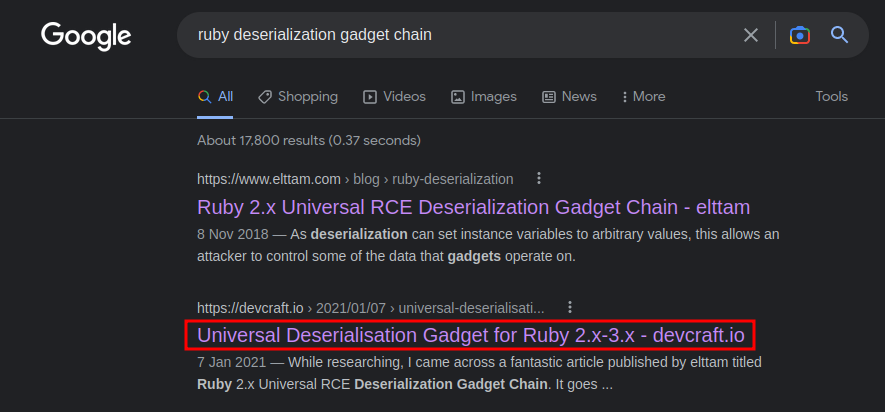 Google
ruby deserialization gadget chain
All
Shopping
Videos
Images
News
More
Tools
About 17,800 results (0.37 seconds)
https://www.elttam.com › blog › ruby-deserialization
Ruby 2.x Universal RCE Deserialization Gadget Chain - elttam
8 Nov 2018 — As deserialization can set instance variables to arbitrary values, this allows an
attacker to control some of the data that gadgets operate on.
https://devcraft.io › 2021/01/07 › universal-deserialisati...
Universal Deserialisation Gadget for Ruby 2.x-3.x - devcraft.io
7 Jan 2021 — While researching, I came across a fantastic article published by elttam titled
Ruby 2.x Universal RCE Deserialization Gadget Chain. It goes ...